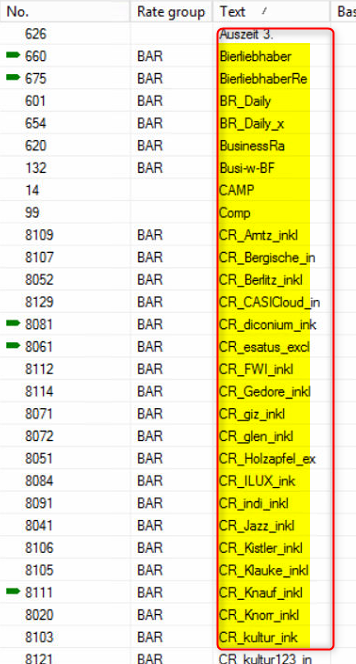 No. Rate group Text / Bas
626 Auszeit 3.
660 BAR Bierliebhaber
675 BAR BierliebhaberRe
601 BAR BR_Daily
654 BAR BR_Daily_x
620 BAR BusinessRa
132 BAR Busi-w-BF
14 CAMP
99 Comp
8109 BAR CR_Arntz_inkl
8107 BAR CR_Bergische_in
8052 BAR CR_Berlitz_inkl
8129 BAR CR_CASICloud_in
8081 BAR CR_diconium_ink
8061 BAR CR_esatus_excl
8112 BAR CR_FWI_inkl
8114 BAR CR_Gedore_inkl
8071 BAR CR_giz_inkl
8072 BAR CR_glen_inkl
8051 BAR CR_Holzapfel_ex
8084 BAR CR_ILUX_ink
8091 BAR CR_indi_inkl
8041 BAR CR_Jazz_inkl
8106 BAR CR_Kistler_inkl
8105 BAR CR_Klauke_inkl
8111 BAR CR_Knauf_inkl
8020 BAR CR_Knorr_inkl
8103 BAR CR_kultur_ink
8121 BAR CR_kultur123_in